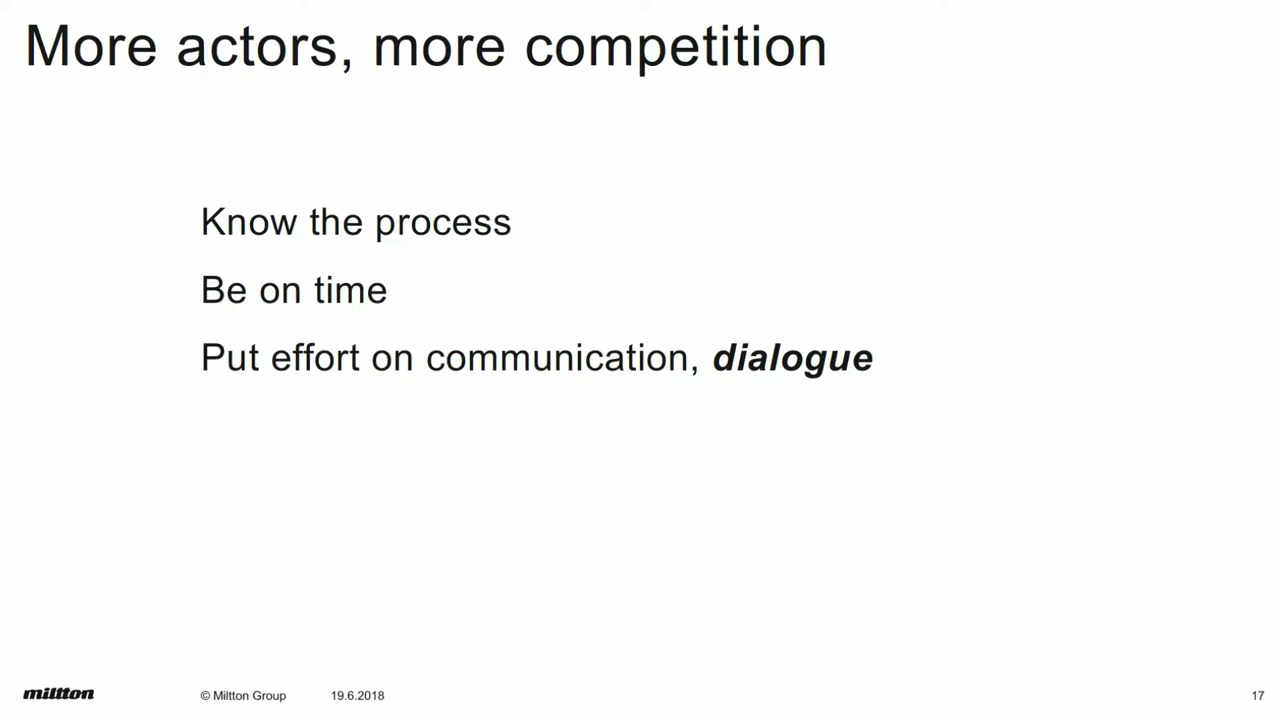 More actors, more competition
Know the process
Be on time
Put effort on communication, dialogue
miltton
© Miltton Group
19.6.2018
17